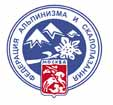 ФЕДЕРАЦИЯ АЛЬПИНИЗМА И СКАЛОЛАЗАНИЯ
МОСКВА